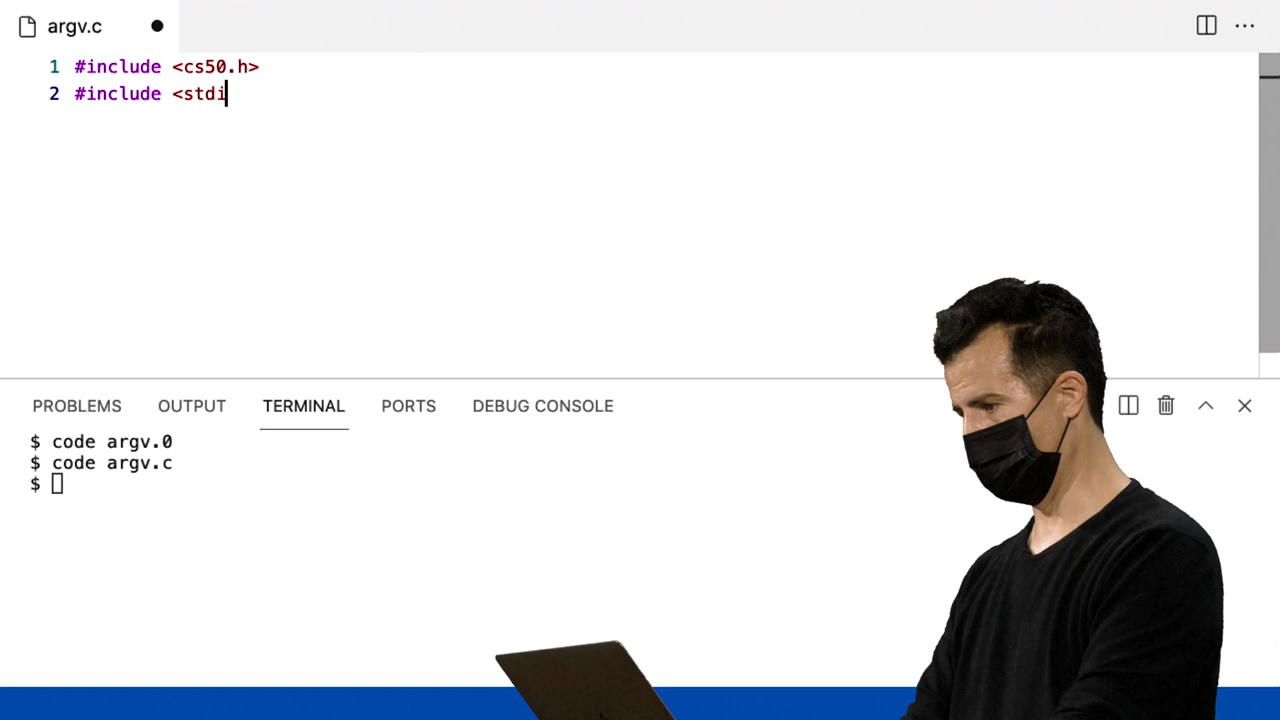 argv.c
1 #include <cs50.h>
2 #include <stdi
PROBLEMS OUTPUT TERMINAL PORTS DEBUG CONSOLE
$ code argv.0
$ code argv.c
$